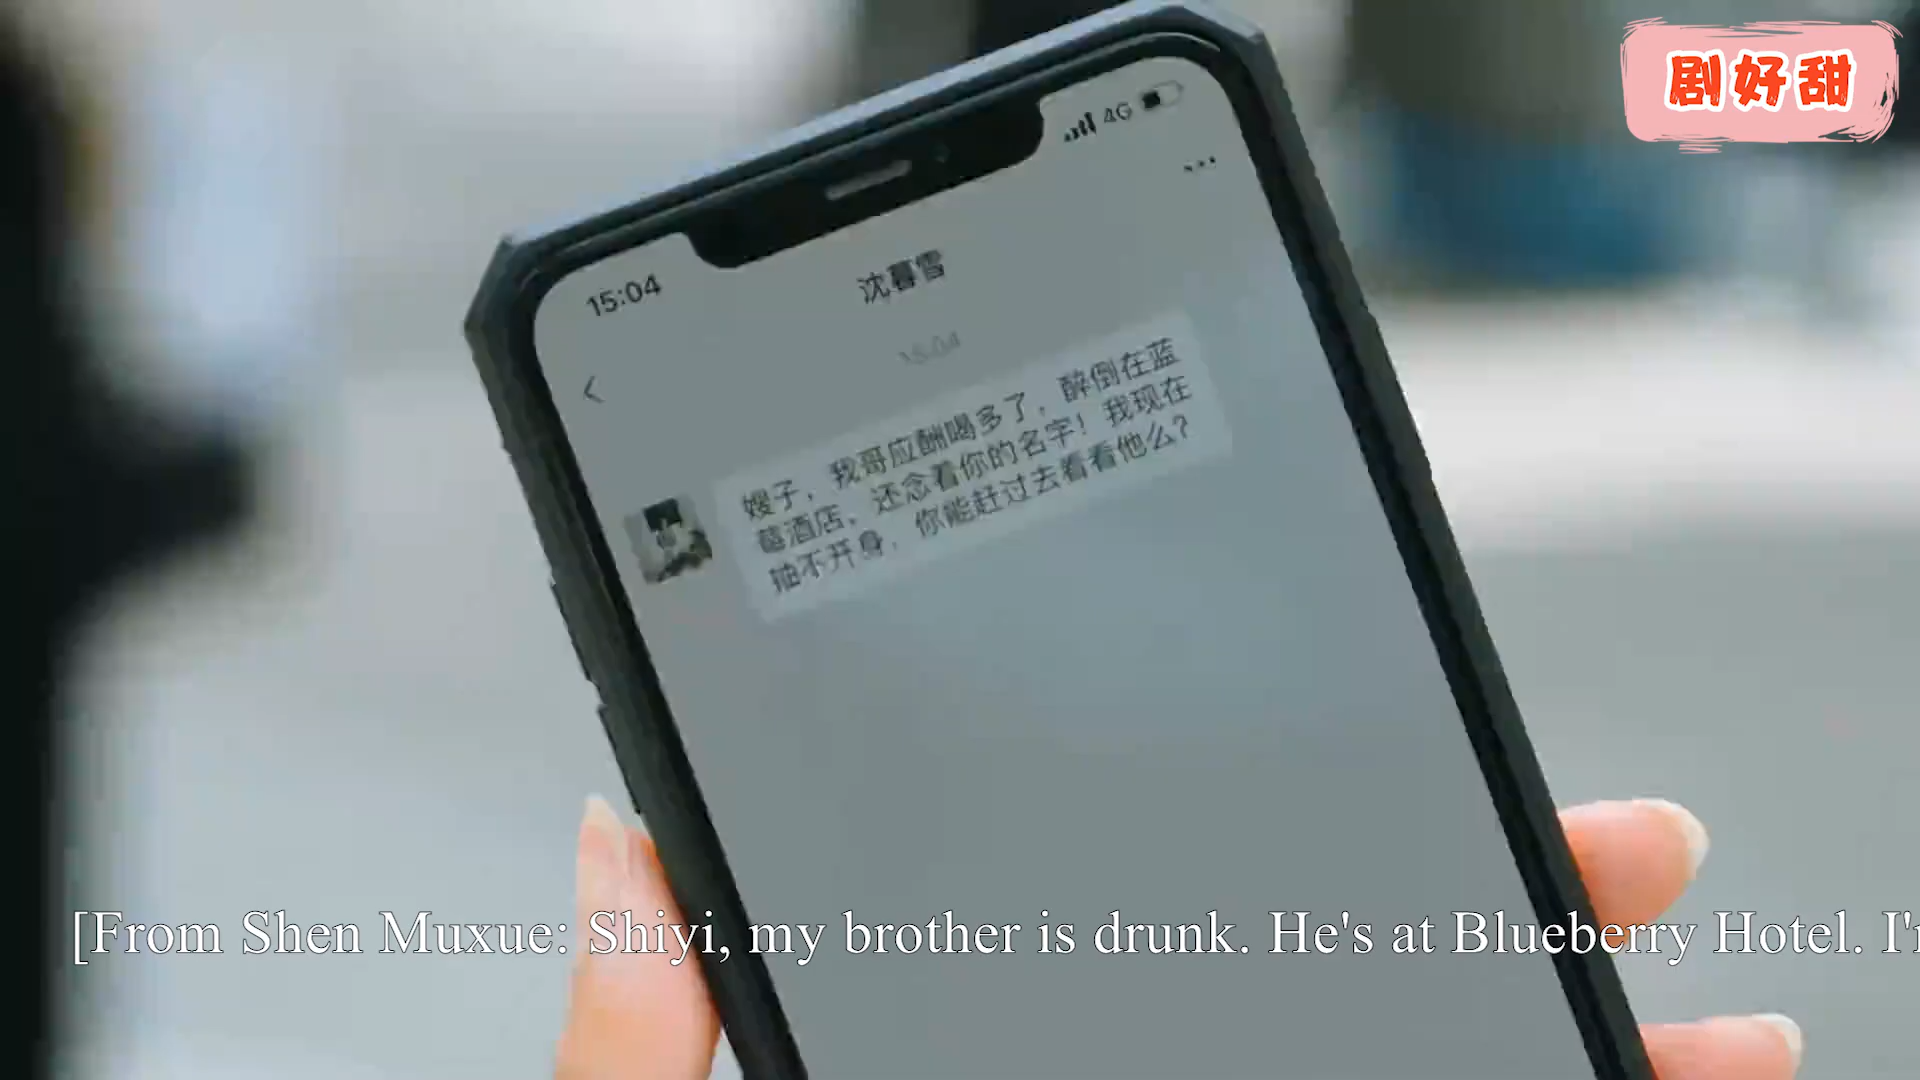 剧好甜
4G
15:04
沈暮雪
15:04
嫂子，我哥应酬喝多了，醉倒在蓝
莓酒店，还念着你的名字！我现在
抽不开身，你能赶过去看看他么？
[From Shen Muxue: Shiyi, my brother is drunk. He's at Blueberry Hotel. I'